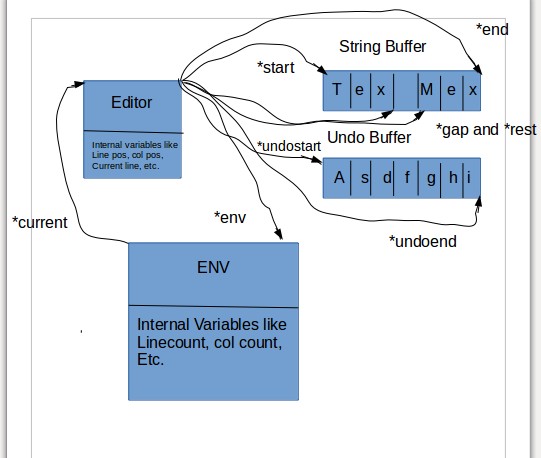 *end
String Buffer
*start
T e x M e x
Editor
*gap and *rest
Undo Buffer
Internal variables like
Line pos, col pos,
Current line, etc.
*undostart
A s d f g h i
*current
*env
*undoend
ENV
Internal Variables like
Linecount, col count,
Etc.